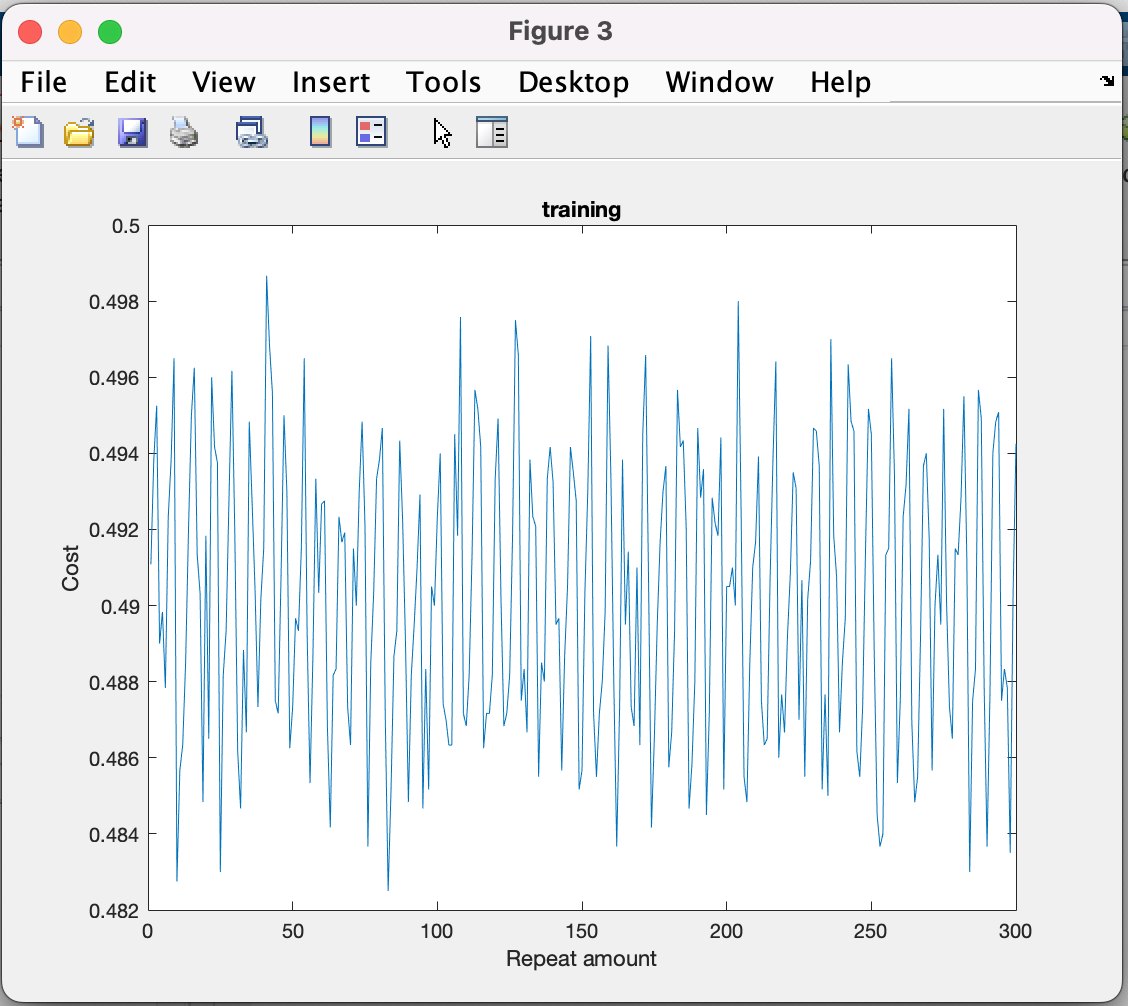 Figure 3
File Edit View Insert Tools Desktop Window Help
training
0.5
0.498
0.496
0.494
0.492
0.49
0.488
0.486
0.484
0.482
Cost
0 50 100 150 200 250 300
Repeat amount